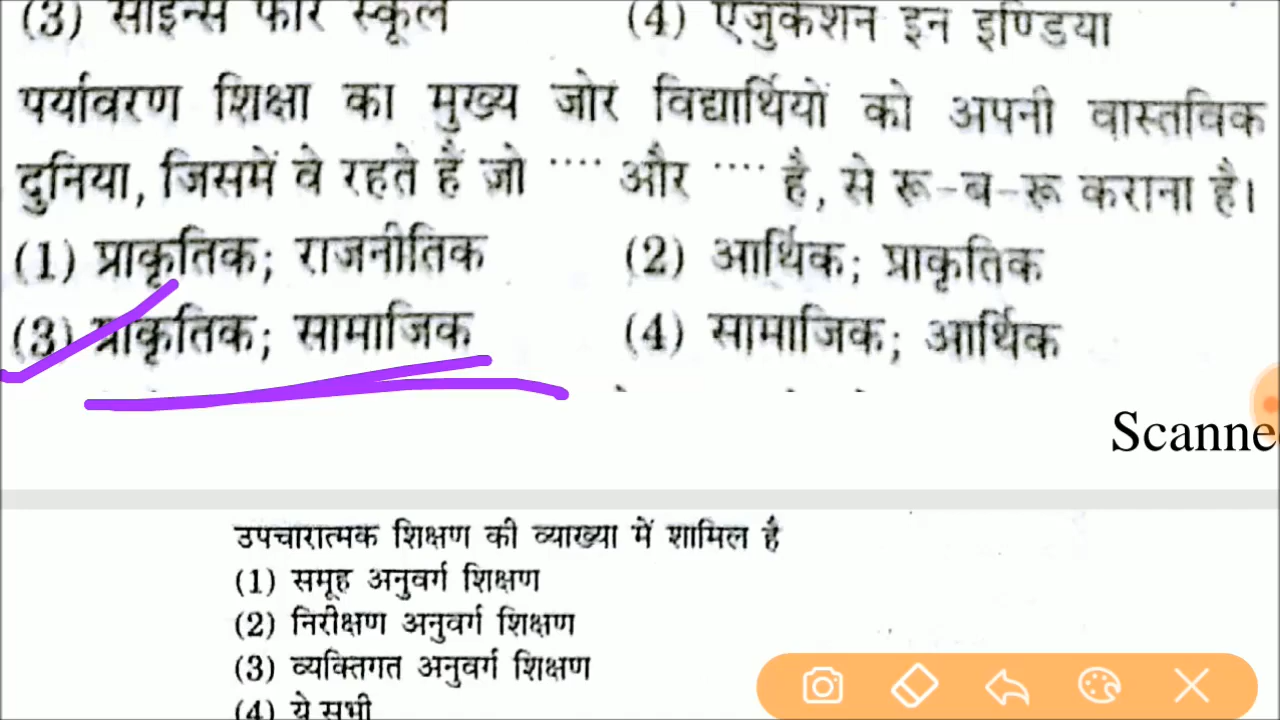 (3) साइन्स फॉर स्कूल (4) एजुकेशन इन इण्डिया
पर्यावरण शिक्षा का मुख्य जोर विद्यार्थियों को अपनी वास्तविक
दुनिया, जिसमें वे रहते हैं जो .... और .... है, से रू-ब-रू कराना है।
(1) प्राकृतिक; राजनीतिक (2) आर्थिक; प्राकृतिक
(3) प्राकृतिक; सामाजिक (4) सामाजिक; आर्थिक
Scanne
उपचारात्मक शिक्षण की व्याख्या में शामिल है
(1) समूह अनुवर्ग शिक्षण
(2) निरीक्षण अनुवर्ग शिक्षण
(3) व्यक्तिगत अनुवर्ग शिक्षण
(4) ये सभी